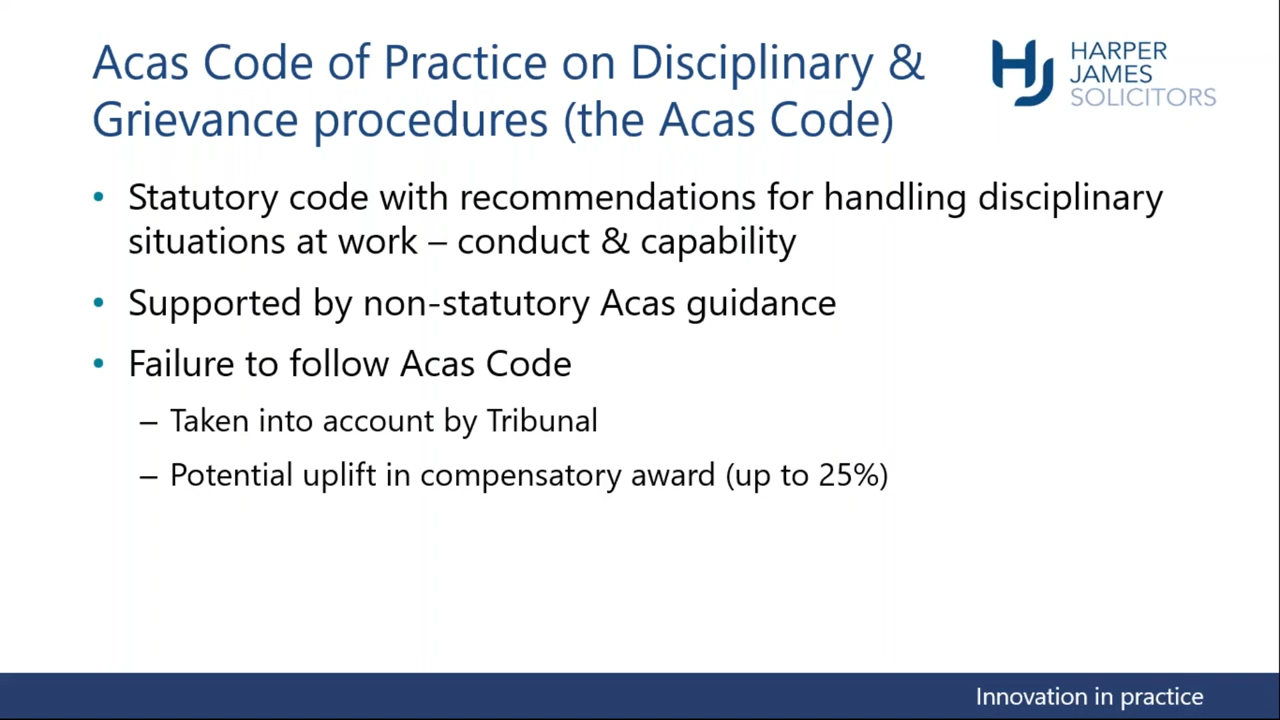 Acas Code of Practice on Disciplinary &
Grievance procedures (the Acas Code)
HARPER
JAMES
SOLICITORS
• Statutory code with recommendations for handling disciplinary
situations at work – conduct & capability
• Supported by non-statutory Acas guidance
• Failure to follow Acas Code
– Taken into account by Tribunal
– Potential uplift in compensatory award (up to 25%)
Innovation in practice